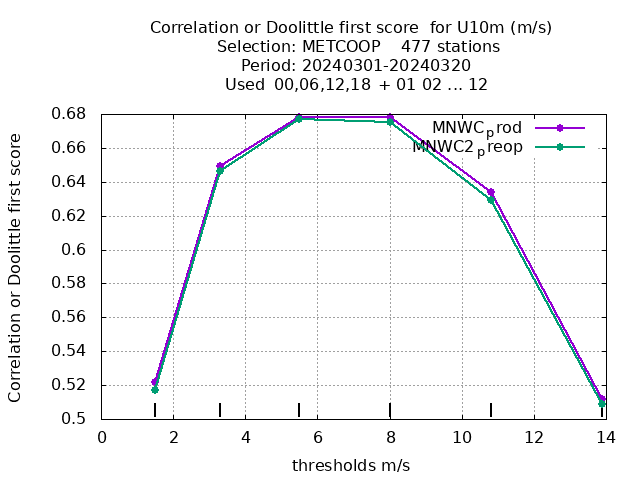 Correlation or Doolittle first score  for U10m (m/s)
Selection: METCOOP    477 stations
Period: 20240301-20240320
Used  00,06,12,18 + 01 02 ... 12
Correlation or Doolittle first score
0.68
0.66
0.64
0.62
0.6
0.58
0.56
0.54
0.52
0.5
MNWCprod
MNWC2preop
0 2 4 6 8 10 12 14
thresholds m/s